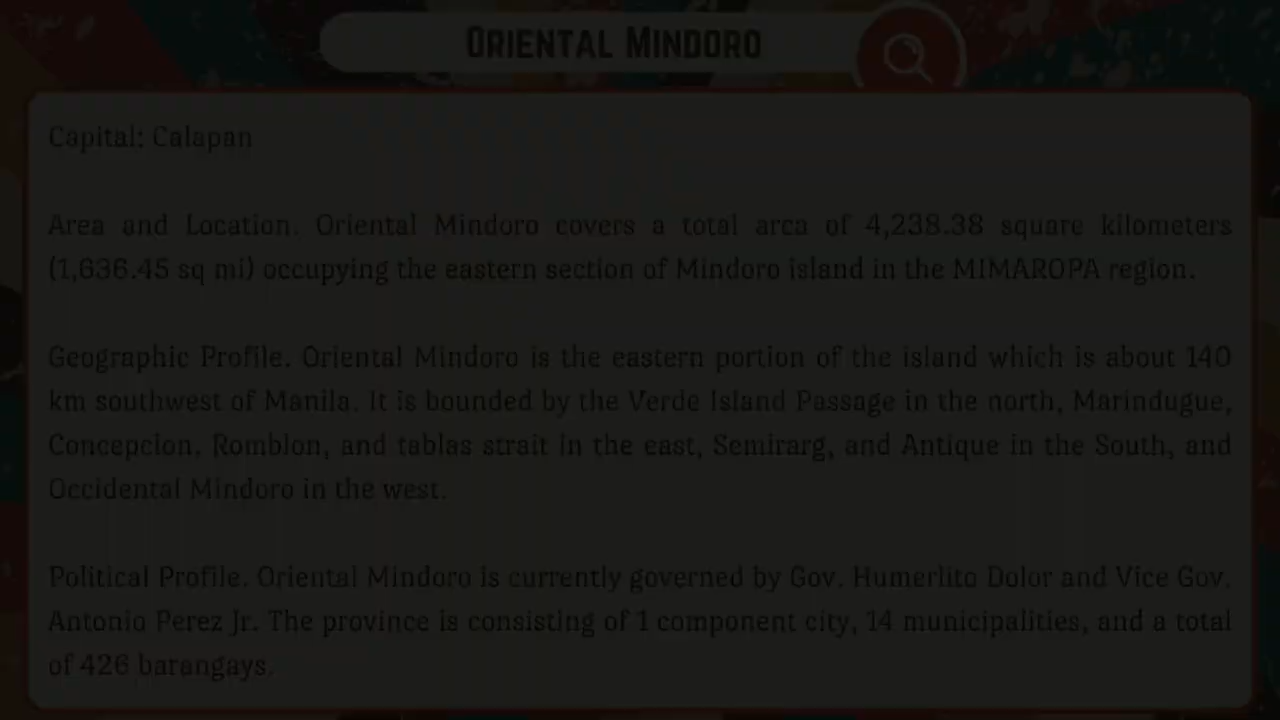 ORIENTAL MINDORO
Capital: Calapan
Area and Location. Oriental Mindoro covers a total area of 4,238.38 square kilometers
(1,636.45 sq mi) occupying the eastern section of Mindoro island in the MIMAROPA region.
Geographic Profile. Oriental Mindoro is the eastern portion of the island which is about 140
km southwest of Manila. It is bounded by the Verde Island Passage in the north, Marindugue,
Concepcion, Romblon, and tablas strait in the east, Semirarg, and Antique in the South, and
Occidental Mindoro in the west.
Political Profile. Oriental Mindoro is currently governed by Gov. Humerlito Dolor and Vice Gov.
Antonio Perez Jr. The province is consisting of 1 component city, 14 municipalities, and a total
of 426 barangays.